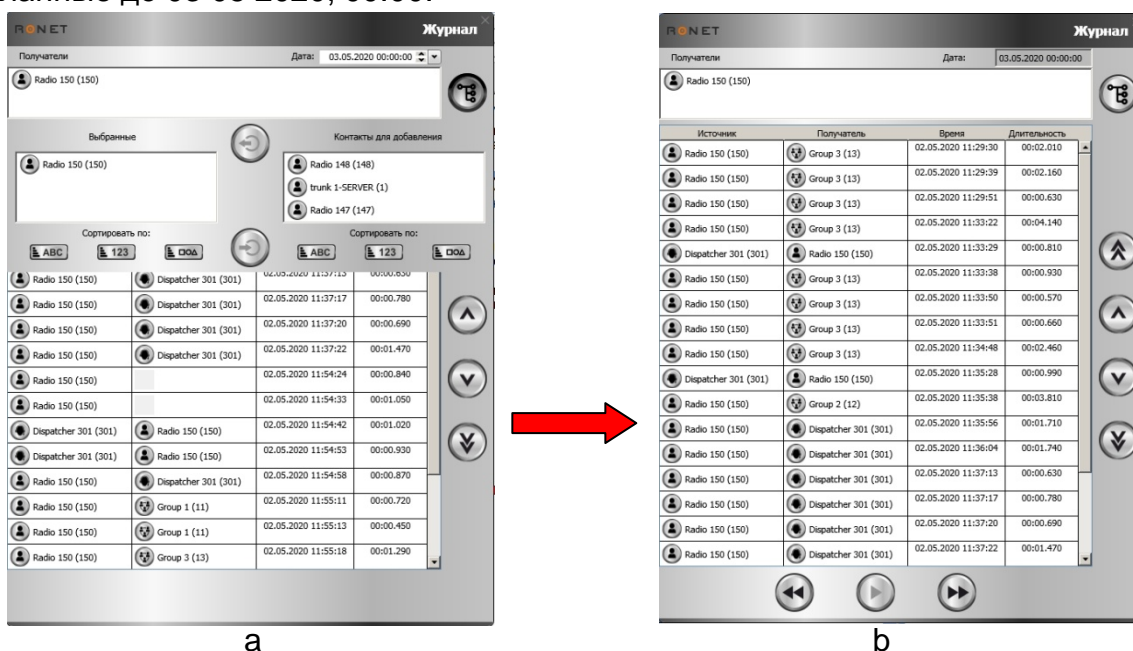 RONET Журнал
Получатели Дата: 03.05.2020 00:00:00
Radio 150 (150)
Выбранные Контакты для добавления
Radio 150 (150)
Radio 148 (148)
trunk 1-SERVER (1)
Radio 147 (147)
Сортировать по: Сортировать по:
ABC 123 ABC 123
Radio 150 (150) Dispatcher 301 (301) 02.05.2020 11:37:13 00:00.630
Radio 150 (150) Dispatcher 301 (301) 02.05.2020 11:37:17 00:00.780
Radio 150 (150) Dispatcher 301 (301) 02.05.2020 11:37:20 00:00.690
Radio 150 (150) Dispatcher 301 (301) 02.05.2020 11:37:22 00:01.470
Radio 150 (150) 02.05.2020 11:54:24 00:00.840
Radio 150 (150) 02.05.2020 11:54:33 00:01.050
Dispatcher 301 (301) Radio 150 (150) 02.05.2020 11:54:42 00:01.020
Dispatcher 301 (301) Radio 150 (150) 02.05.2020 11:54:53 00:00.930
Radio 150 (150) Dispatcher 301 (301) 02.05.2020 11:54:58 00:00.870
Radio 150 (150) Group 1 (11) 02.05.2020 11:55:11 00:00.720
Radio 150 (150) Group 1 (11) 02.05.2020 11:55:13 00:00.450
Radio 150 (150) Group 3 (13) 02.05.2020 11:55:18 00:01.290
a
RONET Журнал
Получатели Дата: 03.05.2020 00:00:00
Radio 150 (150)
Источник Получатель Время Длительность
Radio 150 (150) Group 3 (13) 02.05.2020 11:29:30 00:02.010
Radio 150 (150) Group 3 (13) 02.05.2020 11:29:39 00:02.160
Radio 150 (150) Group 3 (13) 02.05.2020 11:29:51 00:00.630
Radio 150 (150) Group 3 (13) 02.05.2020 11:33:22 00:04.140
Dispatcher 301 (301) Radio 150 (150) 02.05.2020 11:33:29 00:00.810
Radio 150 (150) Group 3 (13) 02.05.2020 11:33:38 00:00.930
Radio 150 (150) Group 3 (13) 02.05.2020 11:33:50 00:00.570
Radio 150 (150) Group 3 (13) 02.05.2020 11:33:51 00:00.660
Radio 150 (150) Group 3 (13) 02.05.2020 11:34:48 00:02.460
Dispatcher 301 (301) Radio 150 (150) 02.05.2020 11:35:28 00:00.990
Radio 150 (150) Group 2 (12) 02.05.2020 11:35:38 00:03.810
Radio 150 (150) Dispatcher 301 (301) 02.05.2020 11:35:56 00:01.710
Radio 150 (150) Dispatcher 301 (301) 02.05.2020 11:36:04 00:01.740
Radio 150 (150) Dispatcher 301 (301) 02.05.2020 11:37:13 00:00.630
Radio 150 (150) Dispatcher 301 (301) 02.05.2020 11:37:17 00:00.780
Radio 150 (150) Dispatcher 301 (301) 02.05.2020 11:37:20 00:00.690
Radio 150 (150) Dispatcher 301 (301) 02.05.2020 11:37:22 00:01.470
b